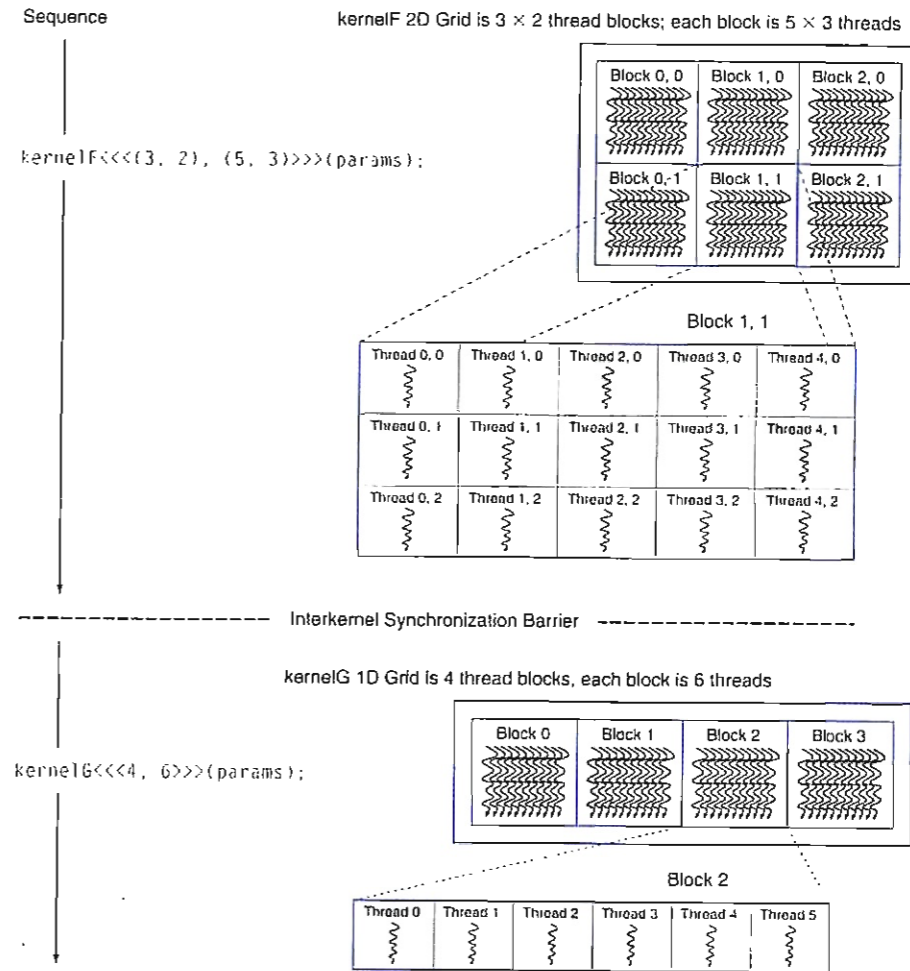 Sequence
kernelF 2D Grid is 3 × 2 thread blocks; each block is 5 × 3 threads
Block 0, 0 Block 1, 0 Block 2, 0
kernelF<<<(3, 2), (5, 3)>>>(params);
Block 0, 1 Block 1, 1 Block 2, 1
Block 1, 1
Thread 0, 0 Thread 1, 0 Thread 2, 0 Thread 3, 0 Thread 4, 0
Thread 0, 1 Thread 1, 1 Thread 2, 1 Thread 3, 1 Thread 4, 1
Thread 0, 2 Thread 1, 2 Thread 2, 2 Thread 3, 2 Thread 4, 2
Interkernel Synchronization Barrier
kernelG 1D Grid is 4 thread blocks, each block is 6 threads
Block 0 Block 1 Block 2 Block 3
kernelG<<<4, 6>>>(params);
Block 2
Thread 0 Thread 1 Thread 2 Thread 3 Thread 4 Thread 5